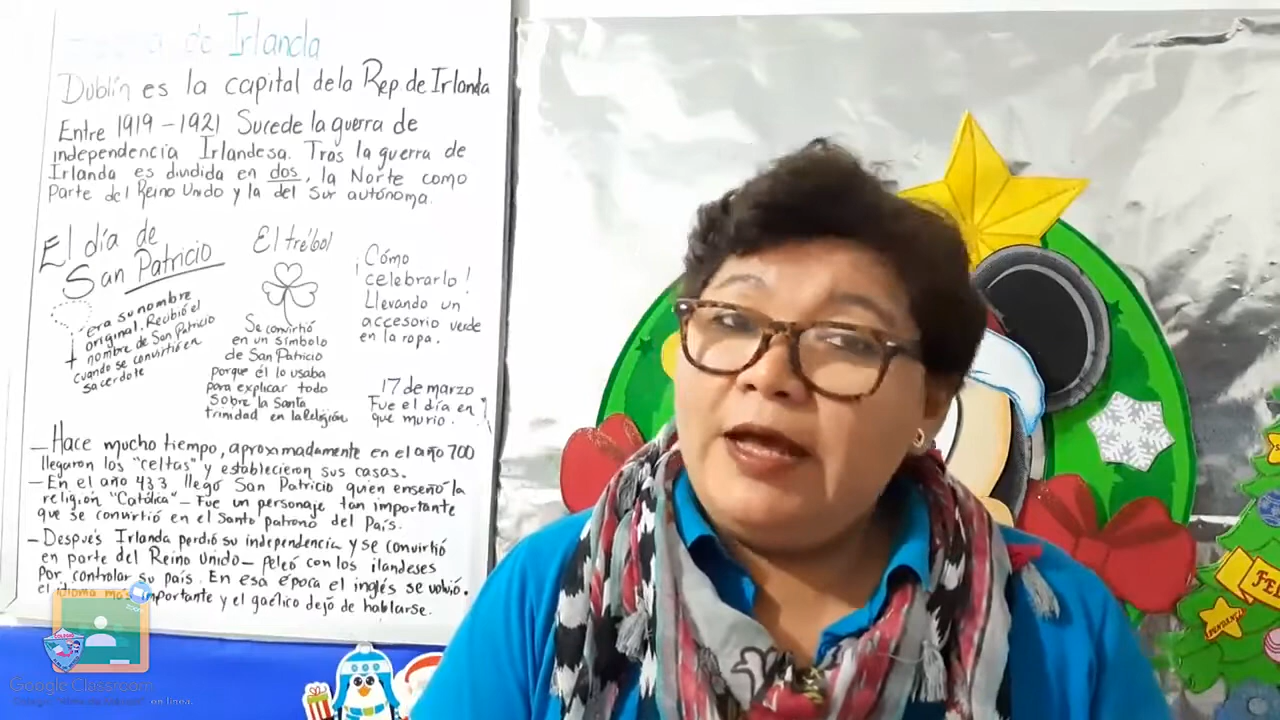 de Irlanda
Dublín es la capital dela Rep de Irlanda
Entre 1919-1921 Sucede la guerra de
independencia Irlandesa. Trás la guerra de
Irlanda es dividida en dos, la Norte como
parte del Reino Unido y la del Sur autónoma.
El día de
San Patricio
era su nombre
original. Recibió el
nombre de San Patricio
cuando se convirtió en
sacerdote
El trébol
Se convirtió
en un símbolo
de San Patricio
porque él lo usaba
para explicar todo
sobre la Santa
trinidad en la Religión
¡Cómo
celebrarlo!
Llevando un
accesorio verde
en la ropa.
17 de marzo
Fue el día en
que murio.
- Hace mucho tiempo, aproximadamente en el año 700
llegaron los "celtas" y establecieron sus casas.
- En el año 433 llegó San Patricio quien enseñó la
religión "Católica" - Fue un personaje tan importante
que se convirtió en el Santo patrono del País.
- Después Irlanda perdió su independencia y se convirtió
en parte del Reino Unido - Peleó con los ilandeses
por controlar su país. En esa época el inglés se volvió.
el idioma más importante y el gaélico dejó de hablarse.
Google Classroom
en línea.